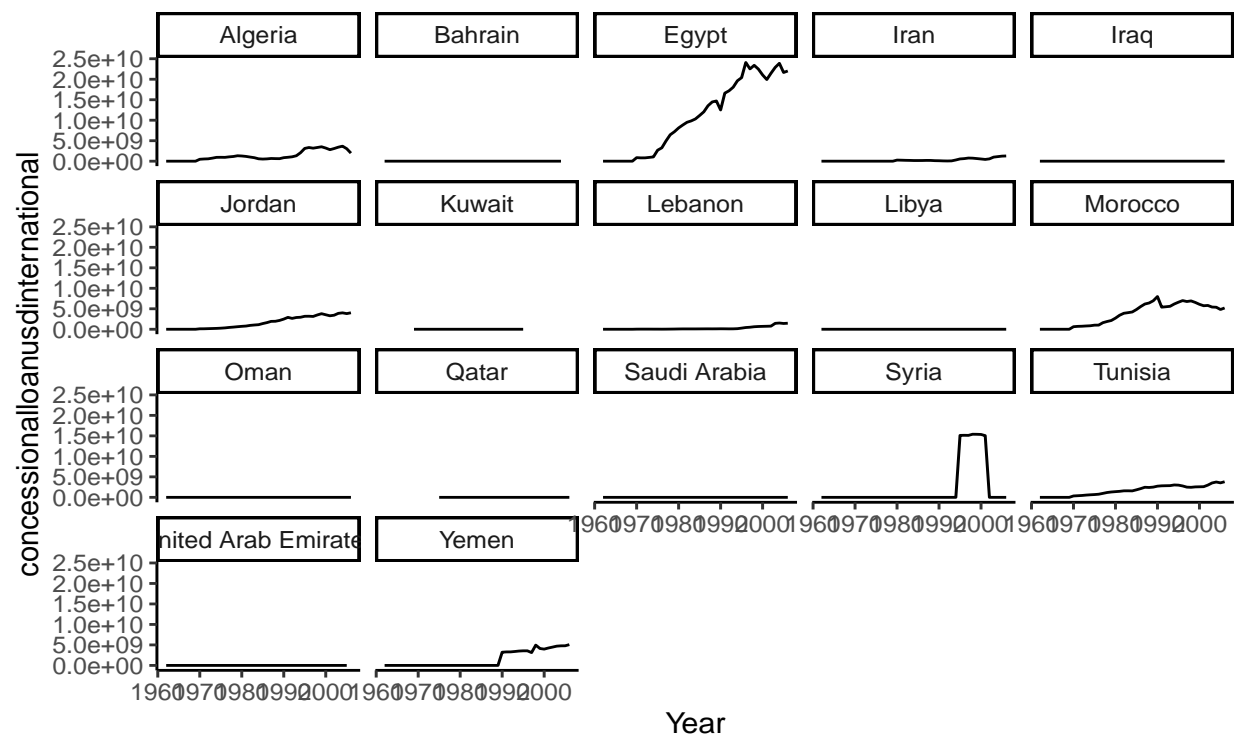 Algeria Bahrain Egypt Iran Iraq
2.5e+10
2.0e+10
1.5e+10
1.0e+10
5.0e+09
0.0e+00
Jordan Kuwait Lebanon Libya Morocco
2.5e+10
2.0e+10
1.5e+10
1.0e+10
5.0e+09
0.0e+00
concessionalloanusdinternational
Oman Qatar Saudi Arabia Syria Tunisia
2.5e+10
2.0e+10
1.5e+10
1.0e+10
5.0e+09
0.0e+00
1960 1970 1980 1990 2000 1960 1970 1980 1990 2000 1960 1970 1980 1990 2000
nited Arab Emirate Yemen
2.5e+10
2.0e+10
1.5e+10
1.0e+10
5.0e+09
0.0e+00
1960 1970 1980 1990 2000 1960 1970 1980 1990 2000
Year